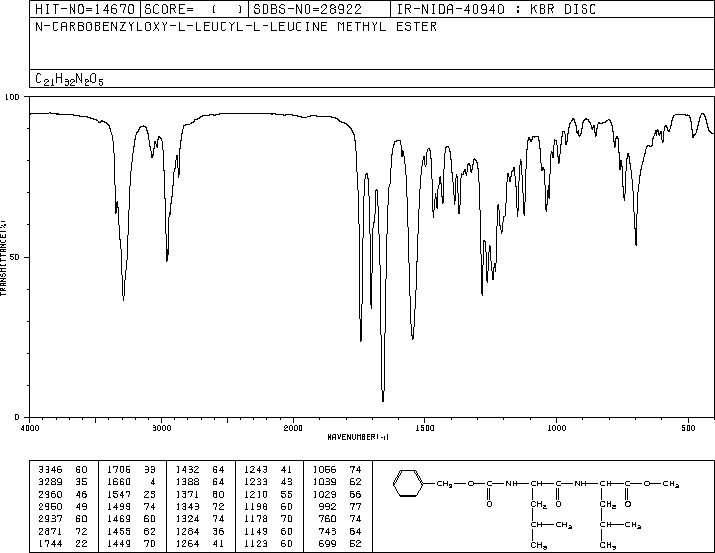 HIT-NO=14670 SCORE= ( ) SDBS-NO=28922 IR-NIDA-40940 : KBR DISC
N-CARBOBENZYLOXY-L-LEUCYL-L-LEUCINE METHYL ESTER
C21H32N2O5
100
50
0
TRANSMITTANCE(%)
4000 3000 2000 1500 1000 500
WAVENUMBER(-1)
3346 60 1706 33 1432 64 1243 41 1056 74
3289 35 1660 4 1388 64 1233 43 1039 62
2960 46 1547 23 1371 60 1210 55 1029 66
2950 49 1499 74 1343 72 1198 60 992 77
2937 60 1469 60 1324 74 1178 70 760 74
2871 72 1455 62 1284 36 1149 60 745 64
1744 22 1449 70 1264 41 1123 60 699 52
CH2 O C NH CH C NH CH C O CH3
O CH2 O CH2 O
CH CH3 CH CH3
CH3 CH3